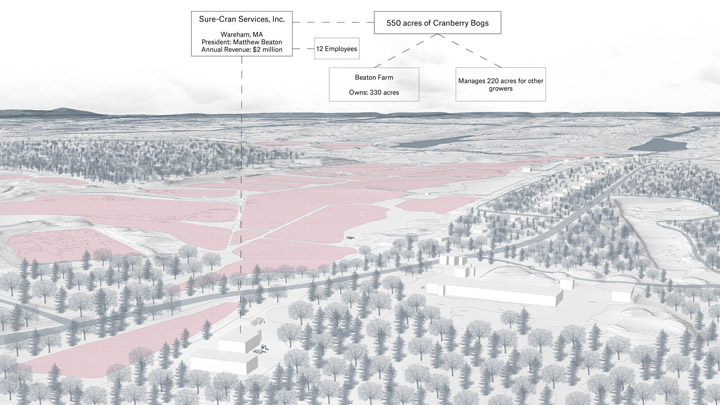 Sure-Cran Services, Inc.
Wareham, MA
President: Matthew Beaton
Annual Revenue: $2 million
12 Employees
550 acres of Cranberry Bogs
Beaton Farm
Owns: 330 acres
Manages 220 acres for other
growers